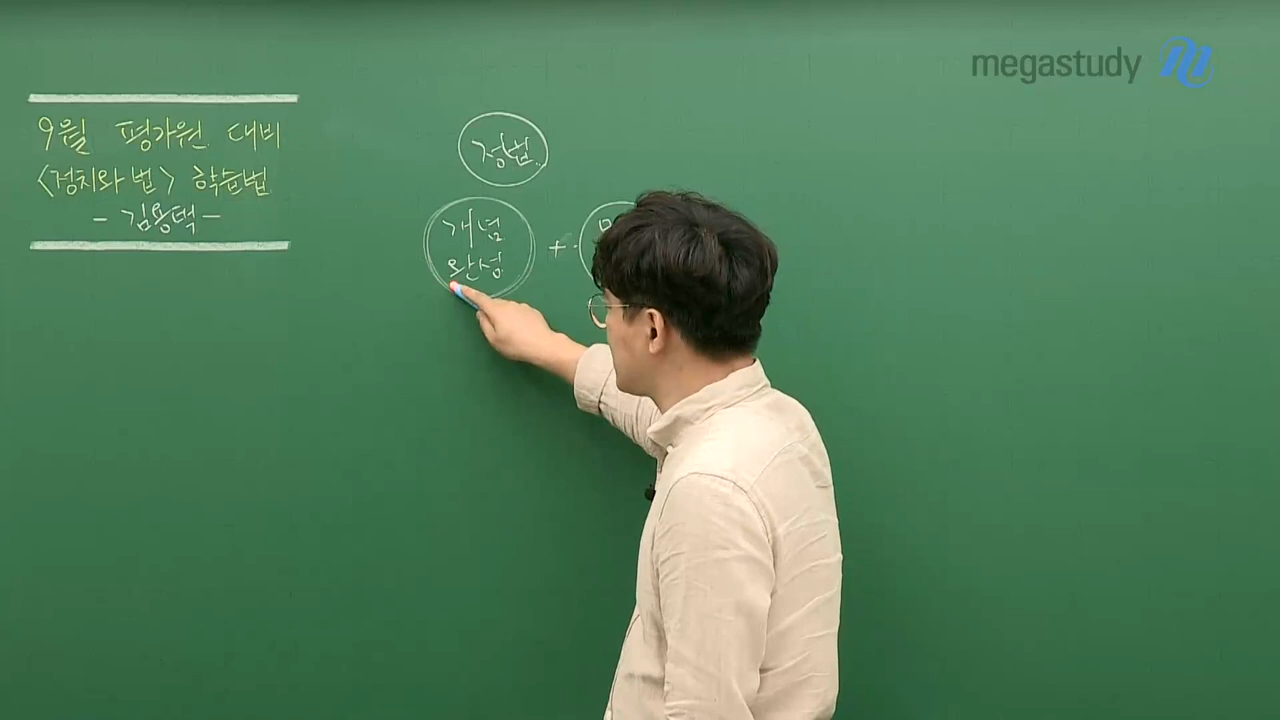 megastudy
9월 평가원 대비
<정치와 법> 학습법
- 김용택 -
정법
개념
완성
+